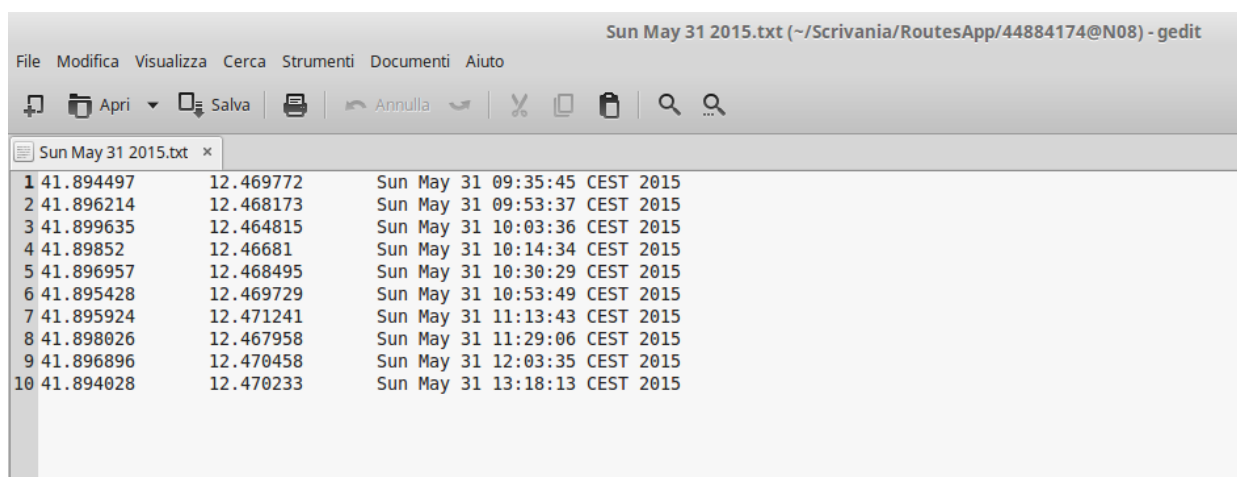 Sun May 31 2015.txt (~/Scrivania/RoutesApp/44884174@N08) - gedit
File Modifica Visualizza Cerca Strumenti Documenti Aiuto
Apri Salva Annulla
Sun May 31 2015.txt ×
1 41.894497 12.469772 Sun May 31 09:35:45 CEST 2015
2 41.896214 12.468173 Sun May 31 09:53:37 CEST 2015
3 41.899635 12.464815 Sun May 31 10:03:36 CEST 2015
4 41.89852 12.46681 Sun May 31 10:14:34 CEST 2015
5 41.896957 12.468495 Sun May 31 10:30:29 CEST 2015
6 41.895428 12.469729 Sun May 31 10:53:49 CEST 2015
7 41.895924 12.471241 Sun May 31 11:13:43 CEST 2015
8 41.898026 12.467958 Sun May 31 11:29:06 CEST 2015
9 41.896896 12.470458 Sun May 31 12:03:35 CEST 2015
10 41.894028 12.470233 Sun May 31 13:18:13 CEST 2015